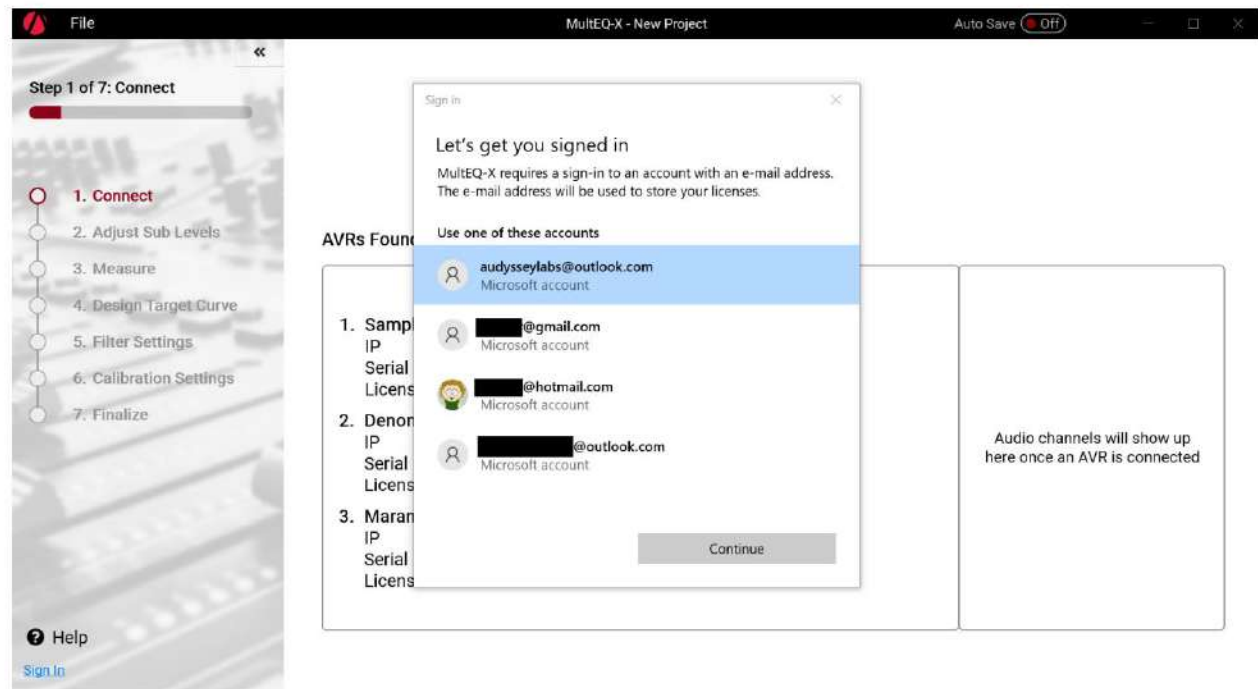 File
MultEQ-X - New Project
Auto Save
Off
«
Step 1 of 7: Connect
1. Connect
2. Adjust Sub Levels
3. Measure
4. Design Target Curve
5. Filter Settings
6. Calibration Settings
7. Finalize
Help
Sign In
AVRs Foun
1. Samp
IP
Serial
Licens
2. Denon
IP
Serial
Licens
3. Maran
IP
Serial
Licens
Sign in
Let's get you signed in
MultEQ-X requires a sign-in to an account with an e-mail address.
The e-mail address will be used to store your licenses.
Use one of these accounts
audysseylabs@outlook.com
Microsoft account
@gmail.com
Microsoft account
@hotmail.com
Microsoft account
@outlook.com
Microsoft account
Continue
Audio channels will show up
here once an AVR is connected